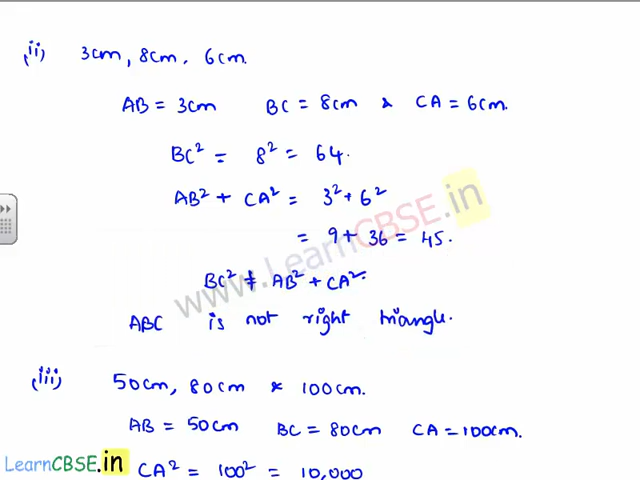 (ii) 3cm, 8cm, 6cm.
AB = 3cm BC = 8cm & CA = 6cm.
BC² = 8² = 64.
AB² + CA² = 3² + 6²
= 9 + 36 = 45.
BC² ≠ AB² + CA²
ABC is not right triangle.
(iii) 50cm, 80cm & 100cm.
AB = 50cm BC = 80cm CA = 100cm.
CA² = 100² = 10,000
www.LearnCBSE.in
LearnCBSE.in